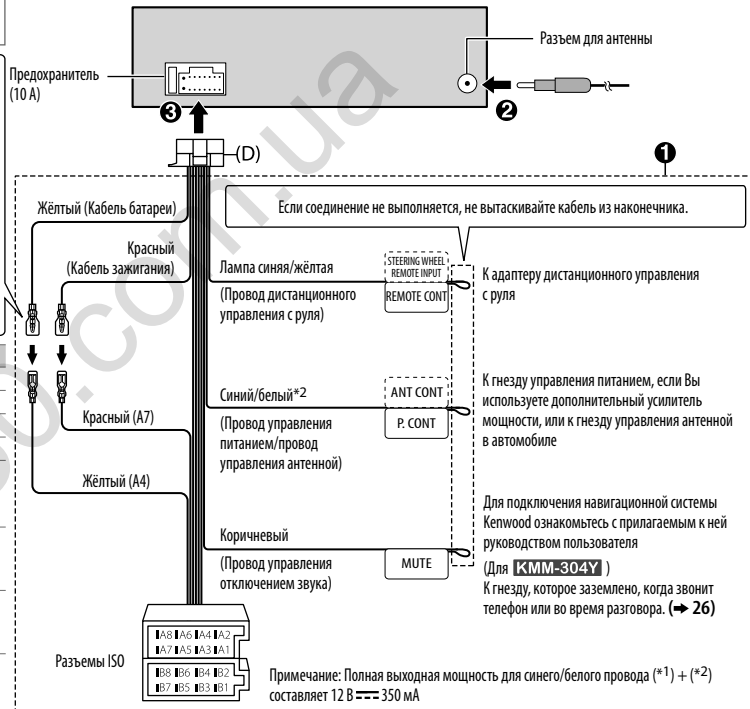 Разъем для антенны
Предохранитель
(10 А)
3
2
(D)
1
Жёлтый (Кабель батареи)
Если соединение не выполняется, не вытаскивайте кабель из наконечника.
Красный
(Кабель зажигания)
Лампа синяя/жёлтая
(Провод дистанционного
управления с руля)
STEERING WHEEL
REMOTE INPUT
REMOTE CONT
К адаптеру дистанционного управления
с руля
Синий/белый*2
(Провод управления
питанием/провод
управления антенной)
ANT CONT
P. CONT
К гнезду управления питанием, если Вы
используете дополнительный усилитель
мощности, или к гнезду управления антенной
в автомобиле
Красный (A7)
Жёлтый (A4)
Коричневый
(Провод управления
отключением звука)
MUTE
Для подключения навигационной системы
Kenwood ознакомьтесь с прилагаемым к ней
руководством пользователя
(Для KMM-304Y )
К гнезду, которое заземлено, когда звонит
телефон или во время разговора. (➜ 26)
Разъемы ISO
A8 A6 A4 A2
A7 A5 A3 A1
B8 B6 B4 B2
B7 B5 B3 B1
Примечание: Полная выходная мощность для синего/белого провода (*1) + (*2)
составляет 12 В ⎓ 350 мА
0.com.ua